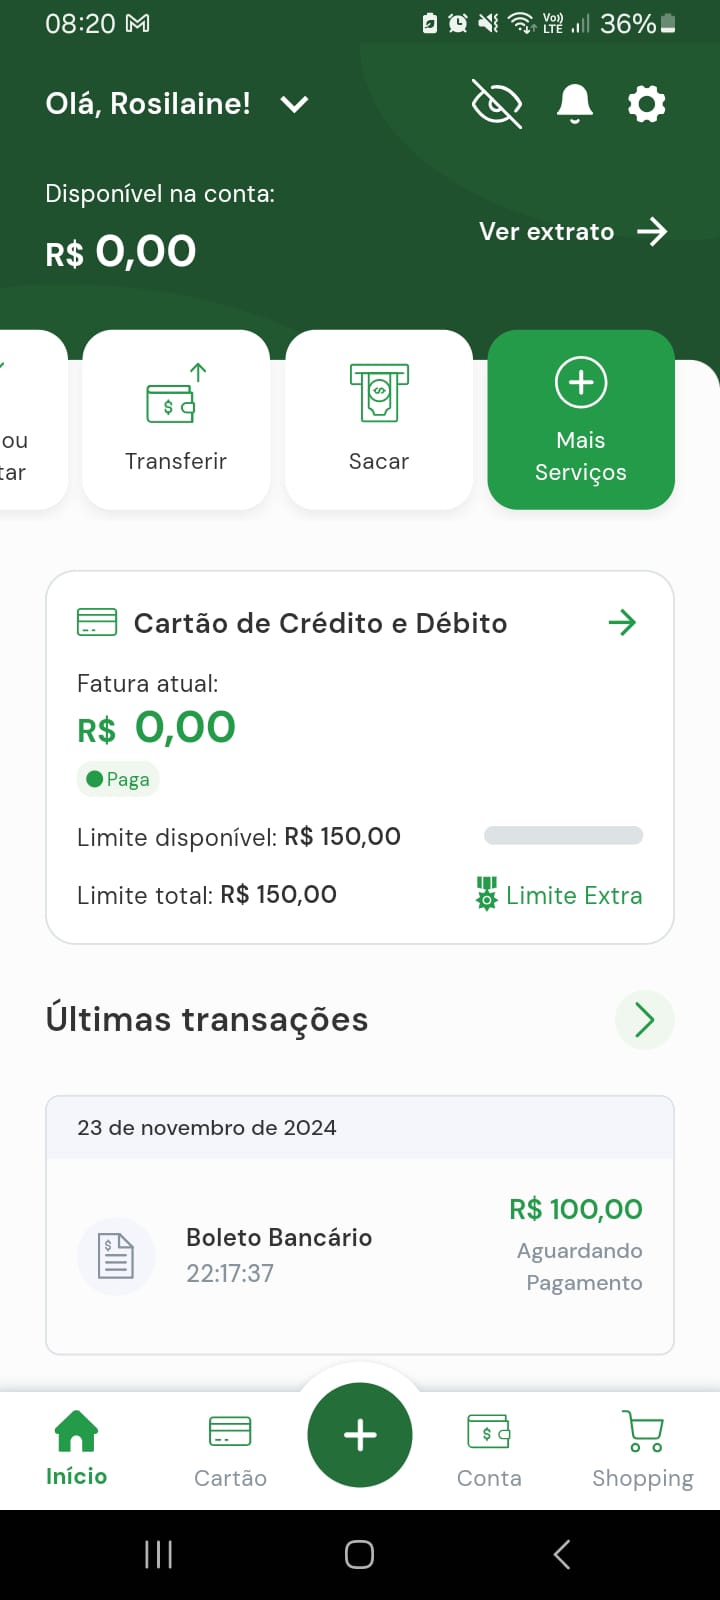 08:20
Vo))
LTE
36%
Olá, Rosilaine!
Disponível na conta:
R$ 0,00
Ver extrato
ou
tar
Transferir
Sacar
Mais
Serviços
Cartão de Crédito e Débito
Fatura atual:
R$ 0,00
Paga
Limite disponível: R$ 150,00
Limite total: R$ 150,00
Limite Extra
Últimas transações
23 de novembro de 2024
R$ 100,00
Boleto Bancário
22:17:37
Aguardando
Pagamento
Início
Cartão
Conta
Shopping